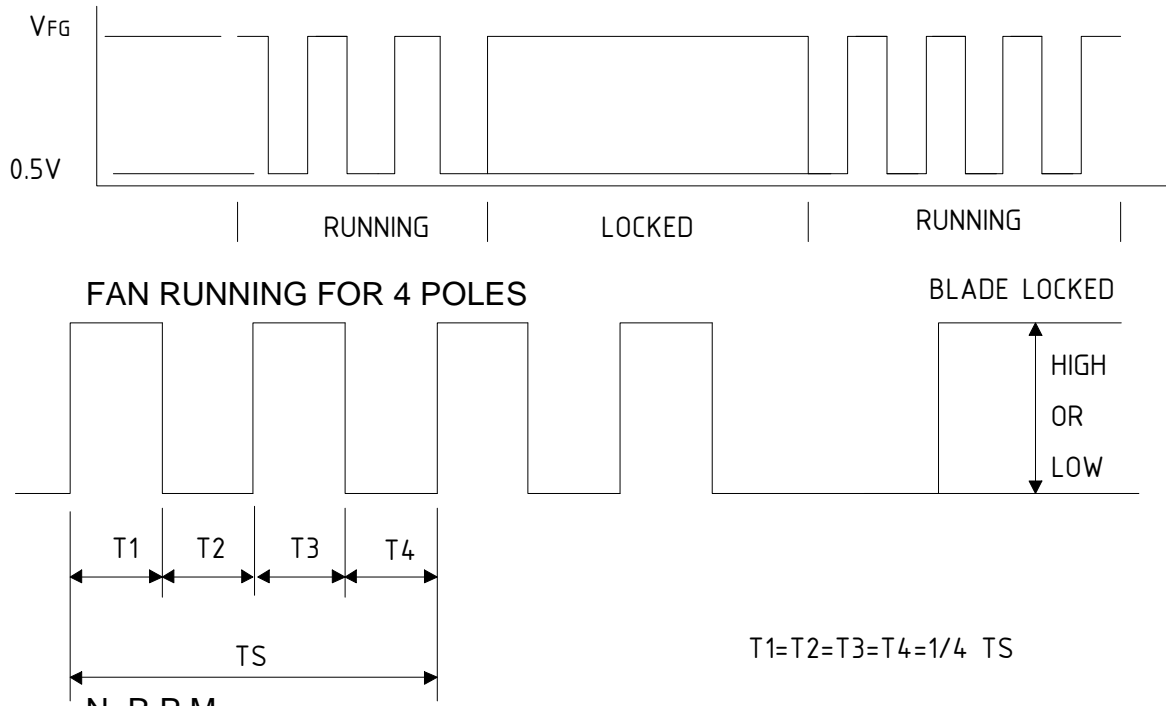 VFG
0.5V
RUNNING LOCKED RUNNING
FAN RUNNING FOR 4 POLES
BLADE LOCKED
HIGH
OR
LOW
T1 T2 T3 T4
TS
T1=T2=T3=T4=1/4 TS
N=R.P.M